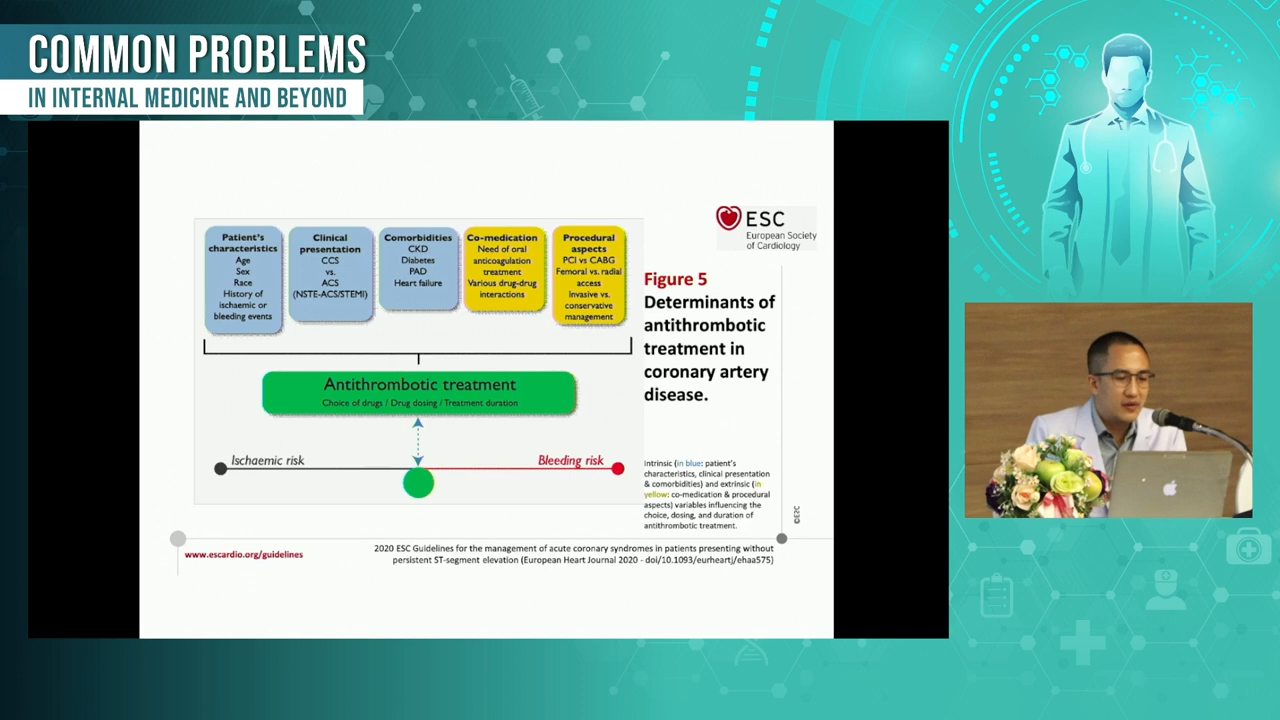 COMMON PROBLEMS
IN INTERNAL MEDICINE AND BEYOND
ESC
European Society
of Cardiology
Patient's
characteristics
Age
Sex
Race
History of
ischaemic or
bleeding events
Clinical
presentation
CCS
vs.
ACS
(NSTE-ACS/STEMI)
Comorbidities
CKD
Diabetes
PAD
Heart failure
Co-medication
Need of oral
anticoagulation
treatment
Various drug-drug
interactions
Procedural
aspects
PCI vs CABG
Femoral vs. radial
access
Invasive vs.
conservative
management
Antithrombotic treatment
Choice of drugs / Drug dosing / Treatment duration
Ischaemic risk
Bleeding risk
Figure 5
Determinants of
antithrombotic
treatment in
coronary artery
disease.
Intrinsic (in blue: patient's
characteristics, clinical presentation
& comorbidities) and extrinsic (in
yellow: co-medication & procedural
aspects) variables influencing the
choice, dosing, and duration of
antithrombotic treatment.
©ESC
www.escardio.org/guidelines
2020 ESC Guidelines for the management of acute coronary syndromes in patients presenting without
persistent ST-segment elevation (European Heart Journal 2020 - doi/10.1093/eurheartj/ehaa575)